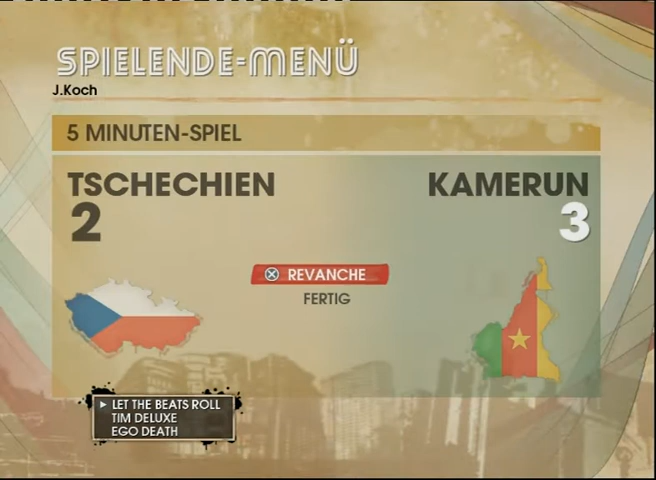 SPIELENDE-MENÜ
J.Koch
5 MINUTEN-SPIEL
TSCHECHIEN KAMERUN
2 3
REVANCHE
FERTIG
LET THE BEATS ROLL
TIM DELUXE
EGO DEATH